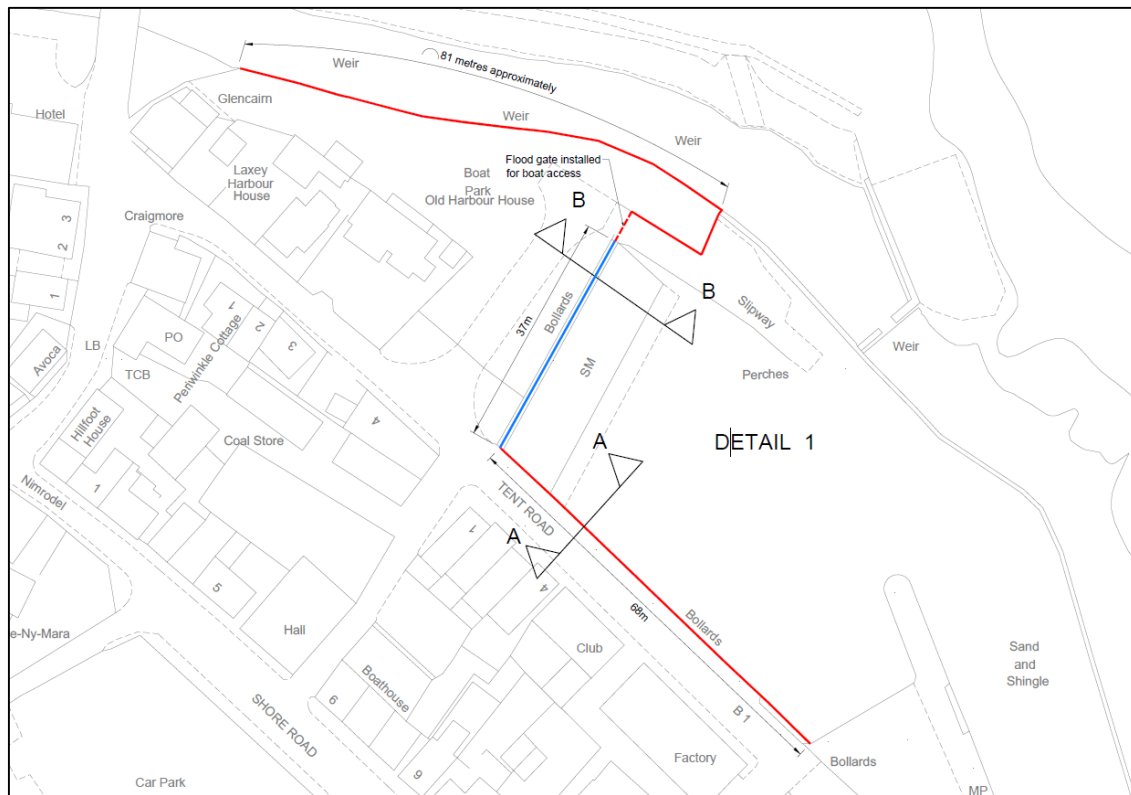 Weir
81 metres approximately
Hotel
Glencairn
Weir
Weir
Flood gate installed
for boat access
Laxey
Harbour
House
Boat
Park
Old Harbour House
B
Craigmore
3
2
1
B
Bollards
37m
Slipway
Weir
1
2
3
PO
Periwinkle Cottage
LB
Avoca
TCB
SM
Perches
4
Hillfoot
House
Coal Store
A
DETAIL 1
Nimrodel
1
TENT ROAD
A
1
4
5
68m
Bollards
Hall
e-Ny-Mara
Club
Sand
and
Shingle
Boathouse
6
B 1
SHORE ROAD
Factory
Bollards
9
Car Park
MP